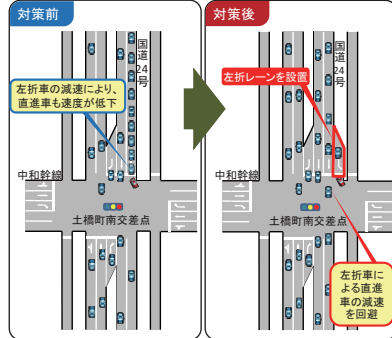 対策前
国道24号
左折車の減速により、
直進車も速度が低下
中和幹線
土橋町南交差点
対策後
国道24号
左折レーンを設置
中和幹線
土橋町南交差点
左折車に
よる直進
車の減速
を回避